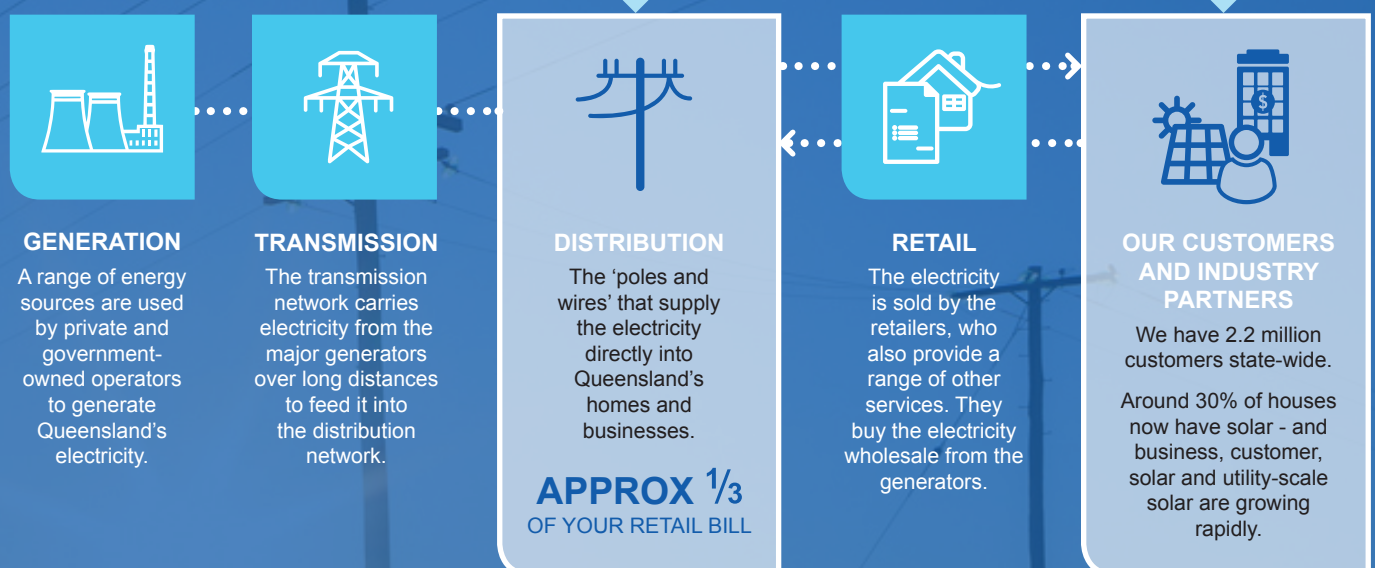 GENERATION
A range of energy
sources are used
by private and
government-
owned operators
to generate
Queensland's
electricity.
TRANSMISSION
The transmission
network carries
electricity from the
major generators
over long distances
to feed it into
the distribution
network.
DISTRIBUTION
The ‘poles and
wires’ that supply
the electricity
directly into
Queensland’s
homes and
businesses.
APPROX 1/3
OF YOUR RETAIL BILL
RETAIL
The electricity
is sold by the
retailers, who
also provide a
range of other
services. They
buy the electricity
wholesale from the
generators.
$
OUR CUSTOMERS
AND INDUSTRY
PARTNERS
We have 2.2 million
customers state-wide.
Around 30% of houses
now have solar - and
business, customer,
solar and utility-scale
solar are growing
rapidly.